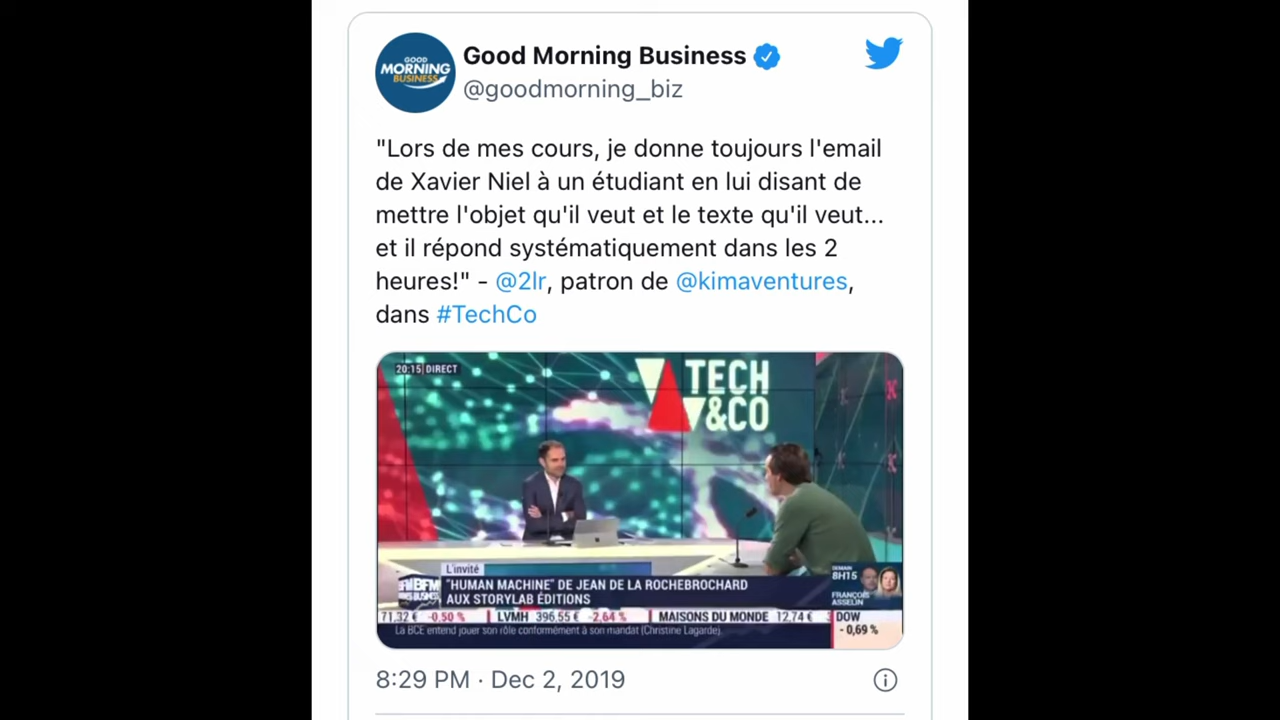 GOOD
MORNING
BUSINESS
Good Morning Business
@goodmorning_biz
"Lors de mes cours, je donne toujours l'email
de Xavier Niel à un étudiant en lui disant de
mettre l'objet qu'il veut et le texte qu'il veut...
et il répond systématiquement dans les 2
heures!" - @2lr, patron de @kimaventures,
dans #TechCo
20:15 DIRECT
TECH
&CO
L'invité
"HUMAN MACHINE" DE JEAN DE LA ROCHEBROCHARD
AUX STORYLAB ÉDITIONS
BFM
BUSINESS
DEMAIN
8H15
FRANÇOIS
ASSELIN
71,32 € -0,50 % LVMH 396,55 € -2,64 % MAISONS DU MONDE 12,74 € 3
DOW
- 0,69 %
La BCE entend jouer son rôle conformément à son mandat (Christine Lagarde).
8:29 PM · Dec 2, 2019